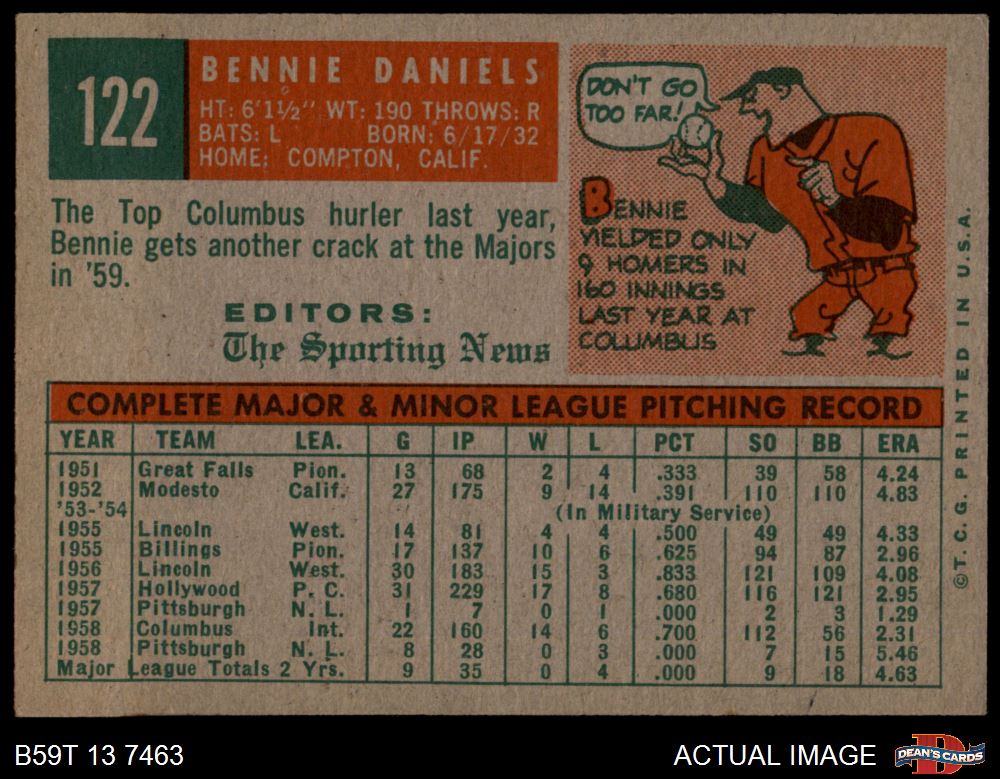 122
BENNIE DANIELS
HT: 6'1½" WT: 190 THROWS: R
BATS: L BORN: 6/17/32
HOME: COMPTON, CALIF.
The Top Columbus hurler last year,
Bennie gets another crack at the Majors
in '59.
EDITORS:
The Sporting News
DON'T GO
TOO FAR!
BENNIE
YIELDED ONLY
9 HOMERS IN
160 INNINGS
LAST YEAR AT
COLUMBUS
COMPLETE MAJOR & MINOR LEAGUE PITCHING RECORD
YEAR TEAM LEA. G IP W L PCT SO BB ERA
1951 Great Falls Pion. 13 68 2 4 .333 39 58 4.24
1952 Modesto Calif. 27 175 9 14 .391 110 110 4.83
'53-'54 (In Military Service)
1955 Lincoln West. 14 81 4 4 .500 49 49 4.33
1955 Billings Pion. 17 137 10 6 .625 94 87 2.96
1956 Lincoln West. 30 183 15 3 .833 121 109 4.08
1957 Hollywood P. C. 31 229 17 8 .680 116 121 2.95
1957 Pittsburgh N. L. 1 7 0 1 .000 2 3 1.29
1958 Columbus Int. 22 160 14 6 .700 112 56 2.31
1958 Pittsburgh N. L. 8 28 0 3 .000 7 15 5.46
Major League Totals 2 Yrs. 9 35 0 4 .000 9 18 4.63
©T. C. G. PRINTED IN U.S.A.
B59T 13 7463
ACTUAL IMAGE
D
DEAN'S CARDS